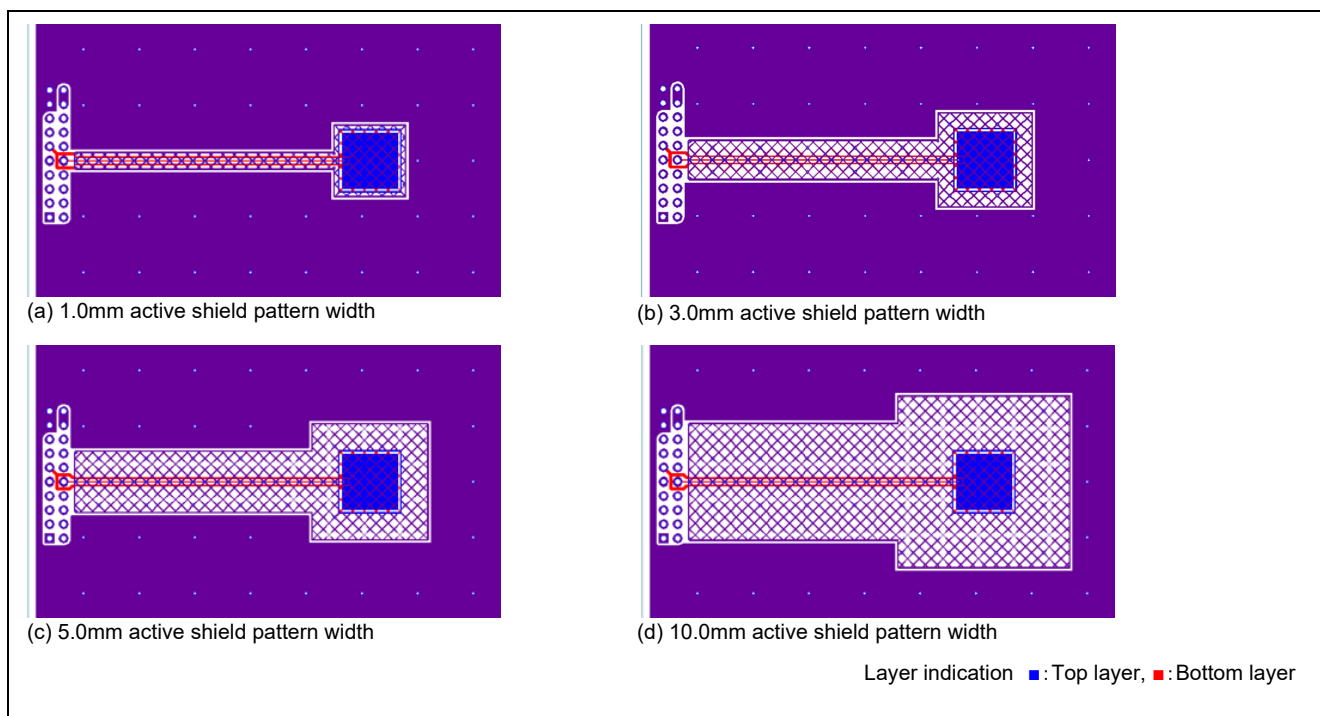 (a) 1.0mm active shield pattern width
(b) 3.0mm active shield pattern width
(c) 5.0mm active shield pattern width
(d) 10.0mm active shield pattern width
Layer indication ■:Top layer, ■:Bottom layer